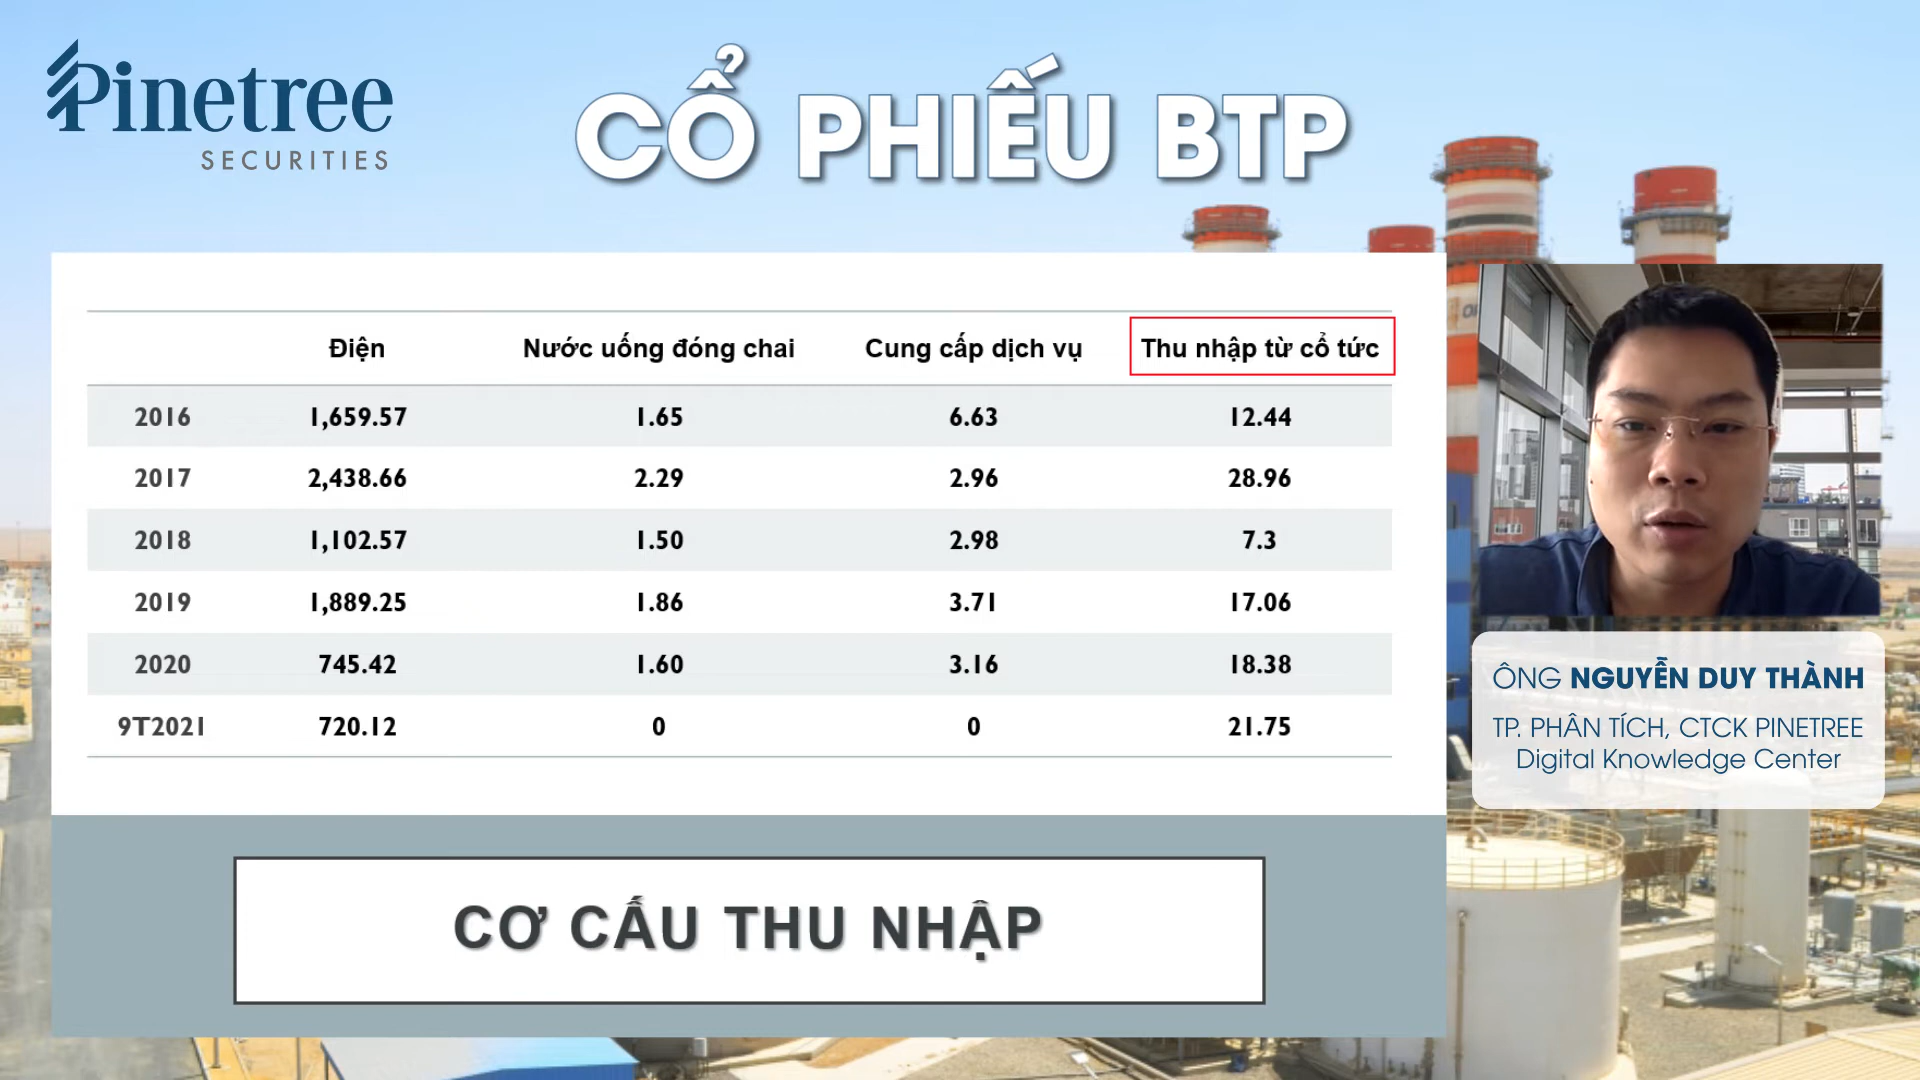 Pinetree
SECURITIES
CỔ PHIẾU BTP
Điện Nước uống đóng chai Cung cấp dịch vụ Thu nhập từ cổ tức
2016 1,659.57 1.65 6.63 12.44
2017 2,438.66 2.29 2.96 28.96
2018 1,102.57 1.50 2.98 7.3
2019 1,889.25 1.86 3.71 17.06
2020 745.42 1.60 3.16 18.38
9T2021 720.12 0 0 21.75
CƠ CẤU THU NHẬP
ÔNG NGUYỄN DUY THÀNH
TP. PHÂN TÍCH, CTCK PINETREE
Digital Knowledge Center